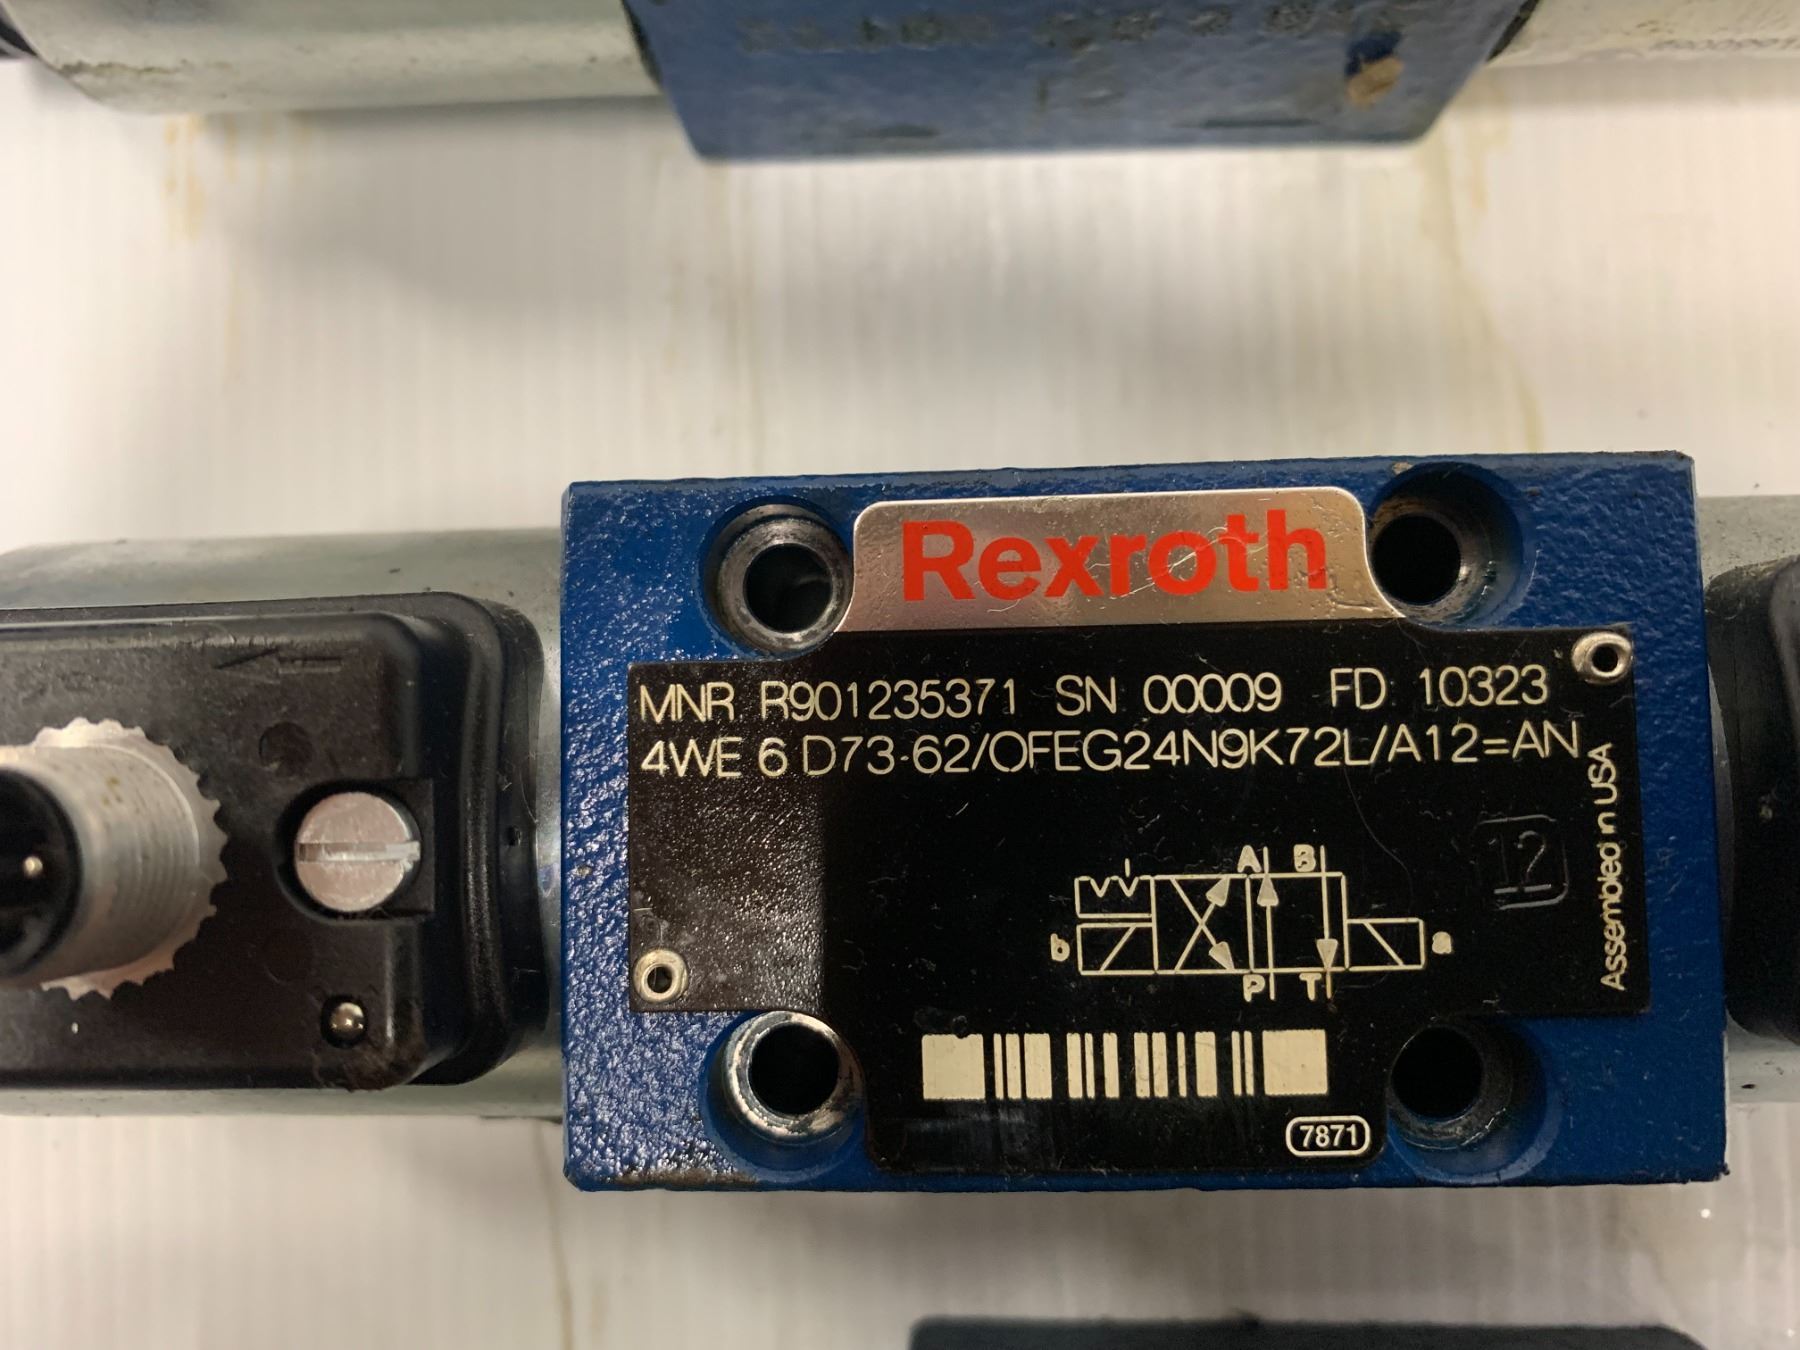 Rexroth
MNR R901235371 SN 00009 FD 10323
4WE 6 D73-62/OFEG24N9K72L/A12=AN
Assembled in USA
12
A B
b a
P T
7871